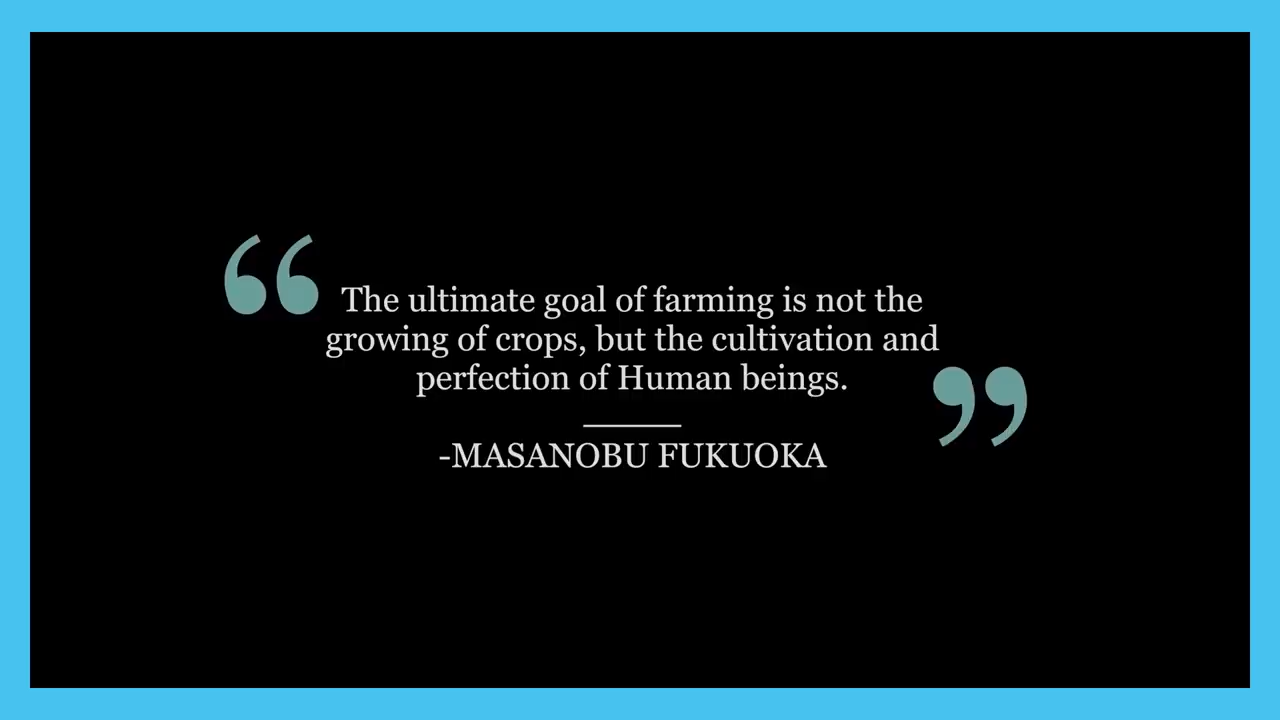 “The ultimate goal of farming is not the
growing of crops, but the cultivation and
perfection of Human beings.”
-MASANOBU FUKUOKA